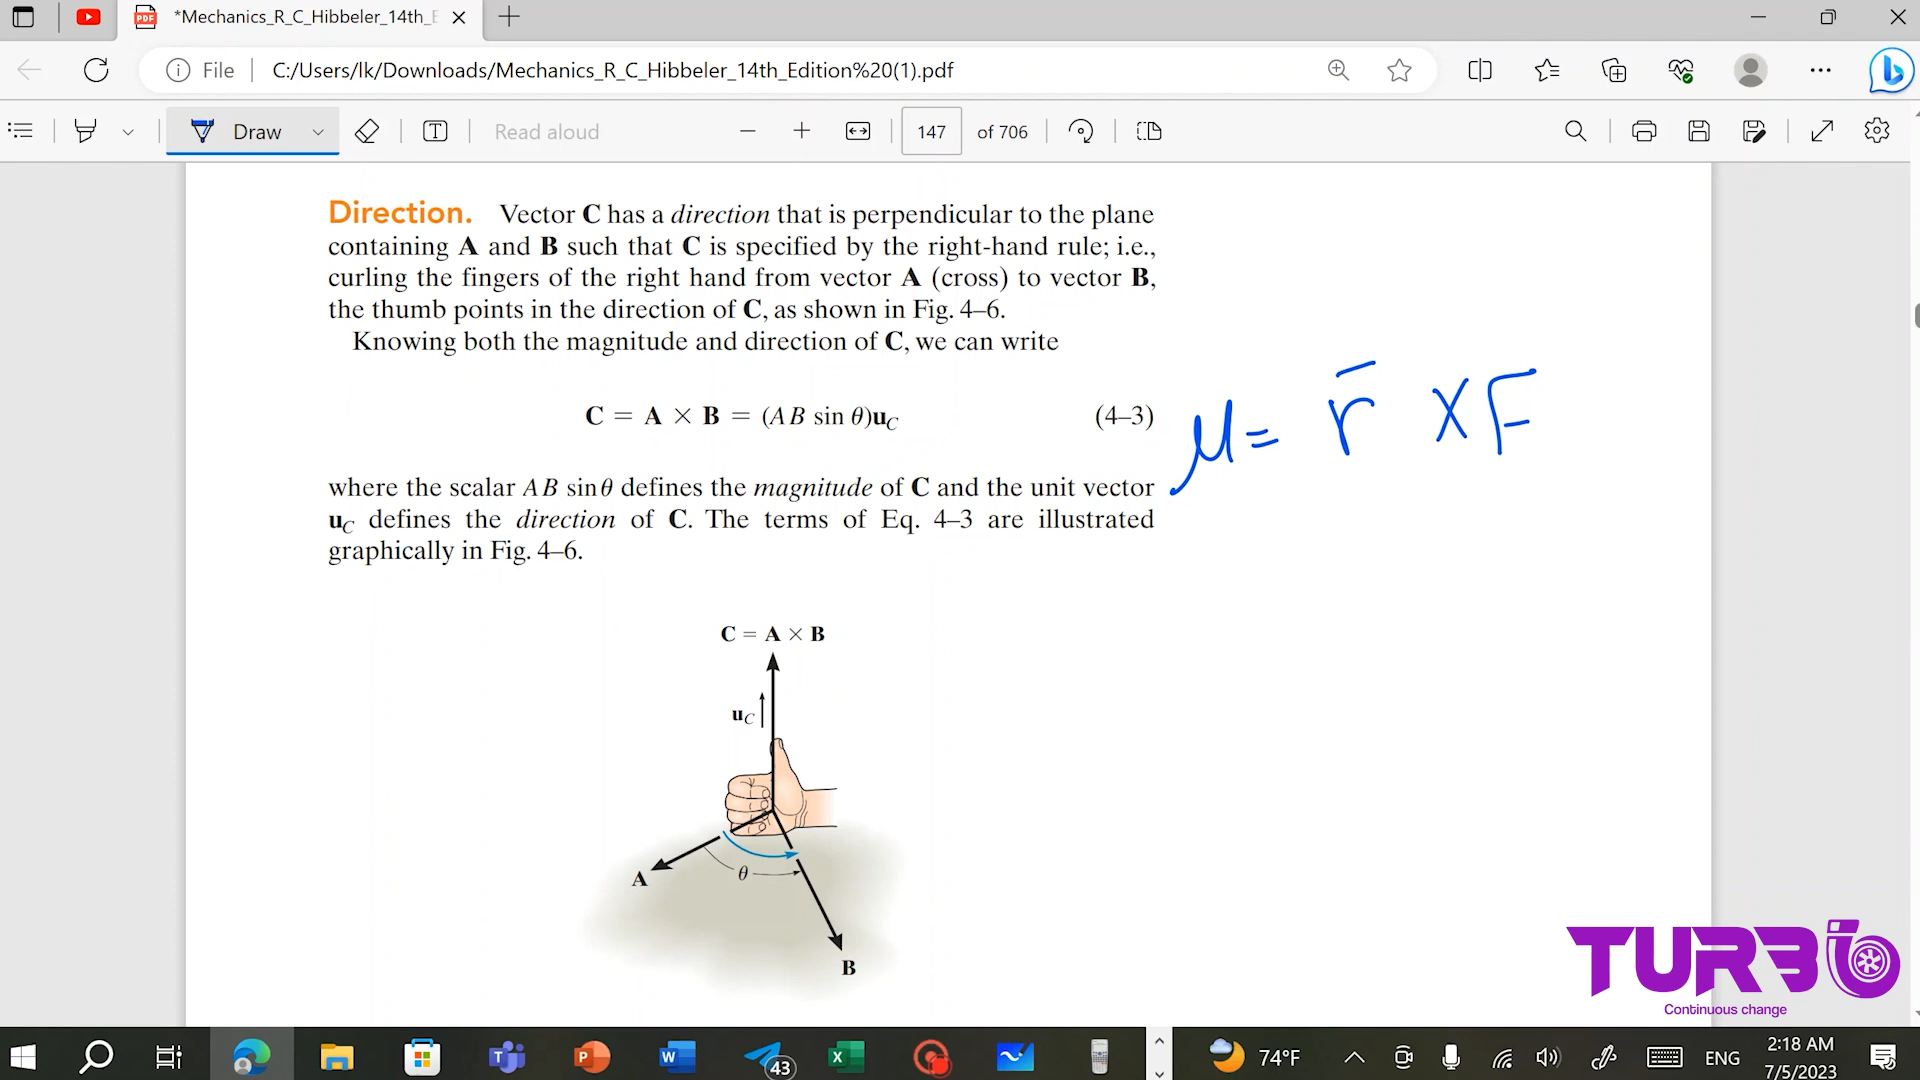 *Mechanics_R_C_Hibbeler_14th_E
File C:/Users/lk/Downloads/Mechanics_R_C_Hibbeler_14th_Edition%20(1).pdf
Draw T Read aloud 147 of 706
Direction. Vector C has a direction that is perpendicular to the plane
containing A and B such that C is specified by the right-hand rule; i.e.,
curling the fingers of the right hand from vector A (cross) to vector B,
the thumb points in the direction of C, as shown in Fig. 4–6.
Knowing both the magnitude and direction of C, we can write
C = A × B = (AB sin θ)u_C (4–3)
M = r̄ × F
where the scalar AB sinθ defines the magnitude of C and the unit vector
u_C defines the direction of C. The terms of Eq. 4–3 are illustrated
graphically in Fig. 4–6.
C = A × B
u_C
A
θ
B
TURBO
Continuous change
43
74°F
ENG
2:18 AM
7/5/2023